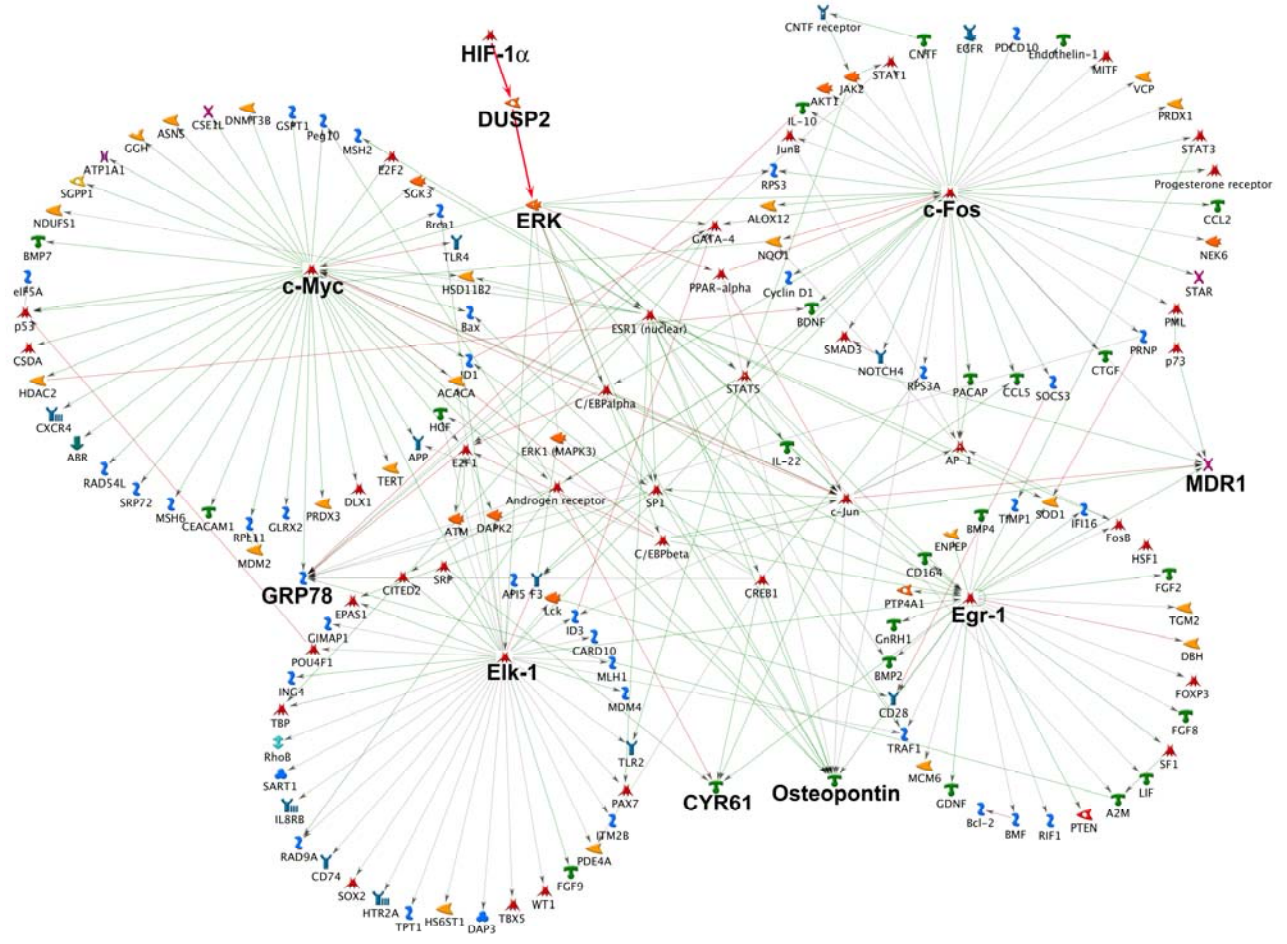 CNTF receptor
CNTF
EGFR
PDCD10
Endothelin-1
MITF
VCP
PRDX1
STAT3
Progesterone receptor
CCL2
NEK6
STAR
PML
p73
PRNP
CTGF
SOCS3
CCL5
PACAP
RPS3A
NOTCH4
SMAD3
BDNF
Cyclin D1
NQO1
ALOX12
RPS3
JunB
IL-10
AKT1
JAK2
STAT1
c-Fos
HIF-1α
DUSP2
ERK
GATA-4
PPAR-alpha
ESR1 (nuclear)
STAT5
C/EBPalpha
ERK1 (MAPK3)
IL-22
AP-1
MDR1
Androgen receptor
SP1
c-Jun
C/EBPbeta
CREB1
CSE1L
DNMT3B
GSPT1
Peg10
MSH2
E2F2
SGK3
TLR4
HSD11B2
Bax
ID1
ACACA
HGF
E2F1
APP
TERT
DLX1
PRDX3
GLRX2
RPL11
MDM2
CEACAM1
MSH6
SRP72
RAD54L
ABR
CXCR4
HDAC2
CSDA
p53
eIF5A
BMP7
NDUFS1
SGPP1
ATP1A1
GGH
ASNS
c-Myc
ATM
DAPK2
GRP78
CITED2
SRF
API5
F3
Lck
ID3
CARD10
MLH1
MDM4
TLR2
PAX7
ITM2B
PDE4A
FGF9
WT1
TBX5
DAP3
HS6ST1
TPT1
HTR2A
SOX2
CD74
RAD9A
IL8RB
SART1
RhoB
TBP
ING4
POU4F1
GIMAP1
EPAS1
Elk-1
CYR61
Osteopontin
BMP4
TIMP1
SOD1
IFI16
FosB
HSF1
FGF2
TGM2
DBH
FOXP3
FGF8
SF1
LIF
A2M
PTEN
RIF1
BMF
Bcl-2
GDNF
MCM6
TRAF1
CD28
BMP2
GnRH1
PTP4A1
CD164
ENPEP
Egr-1